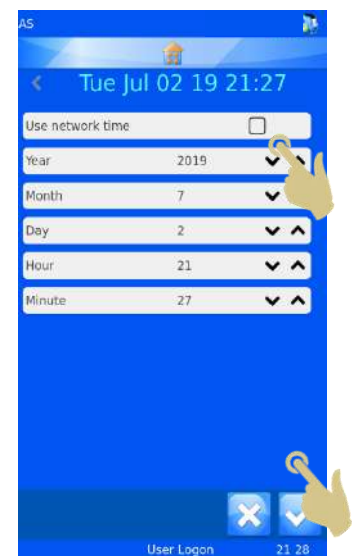 AS
Tue Jul 02 19 21:27
Use network time
Year 2019
Month 7
Day 2
Hour 21
Minute 27
User Logon 21 28